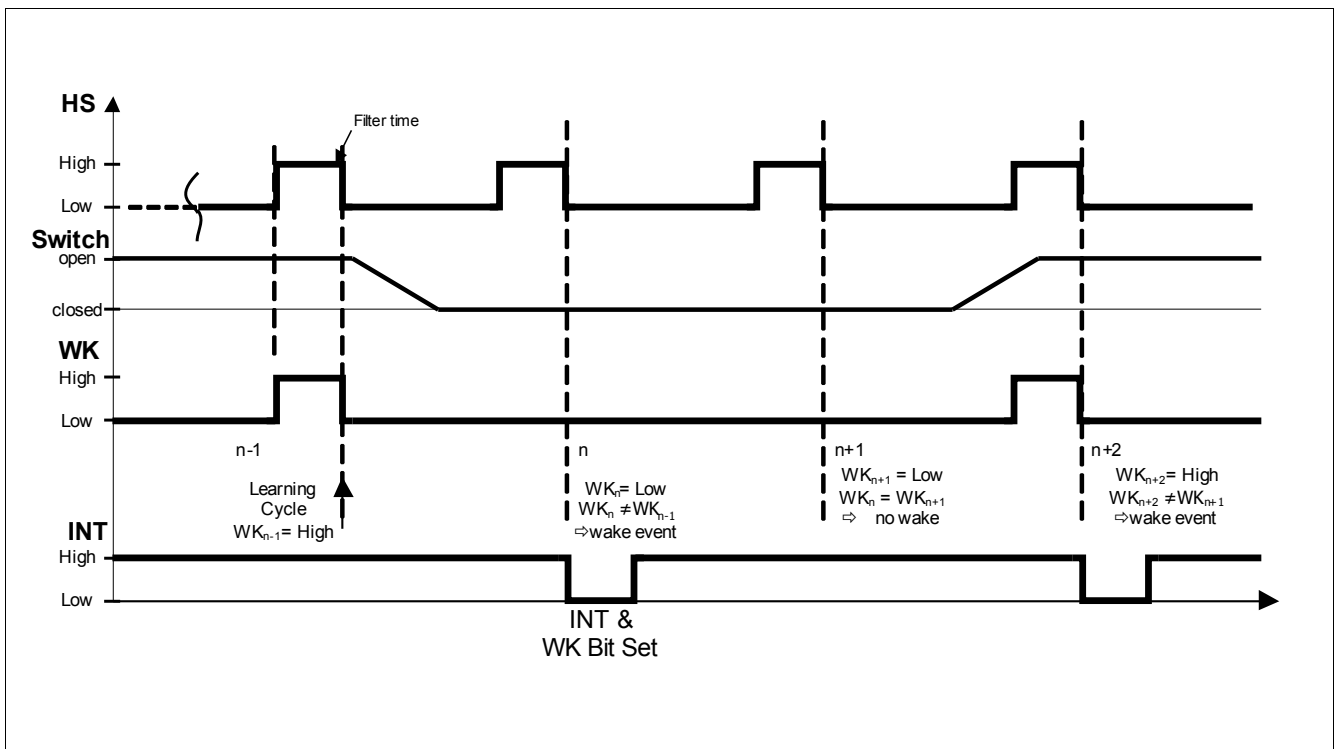 HS
Filter time
High
Low
Switch
open
closed
WK
High
Low
n-1
n
n+1
n+2
Learning
Cycle
WKn-1= High
WKn= Low
WKn ≠WKn-1
⇨wake event
WKn+1 = Low
WKn = WKn+1
⇨ no wake
WKn+2= High
WKn+2 ≠WKn+1
⇨wake event
INT
High
Low
INT &
WK Bit Set